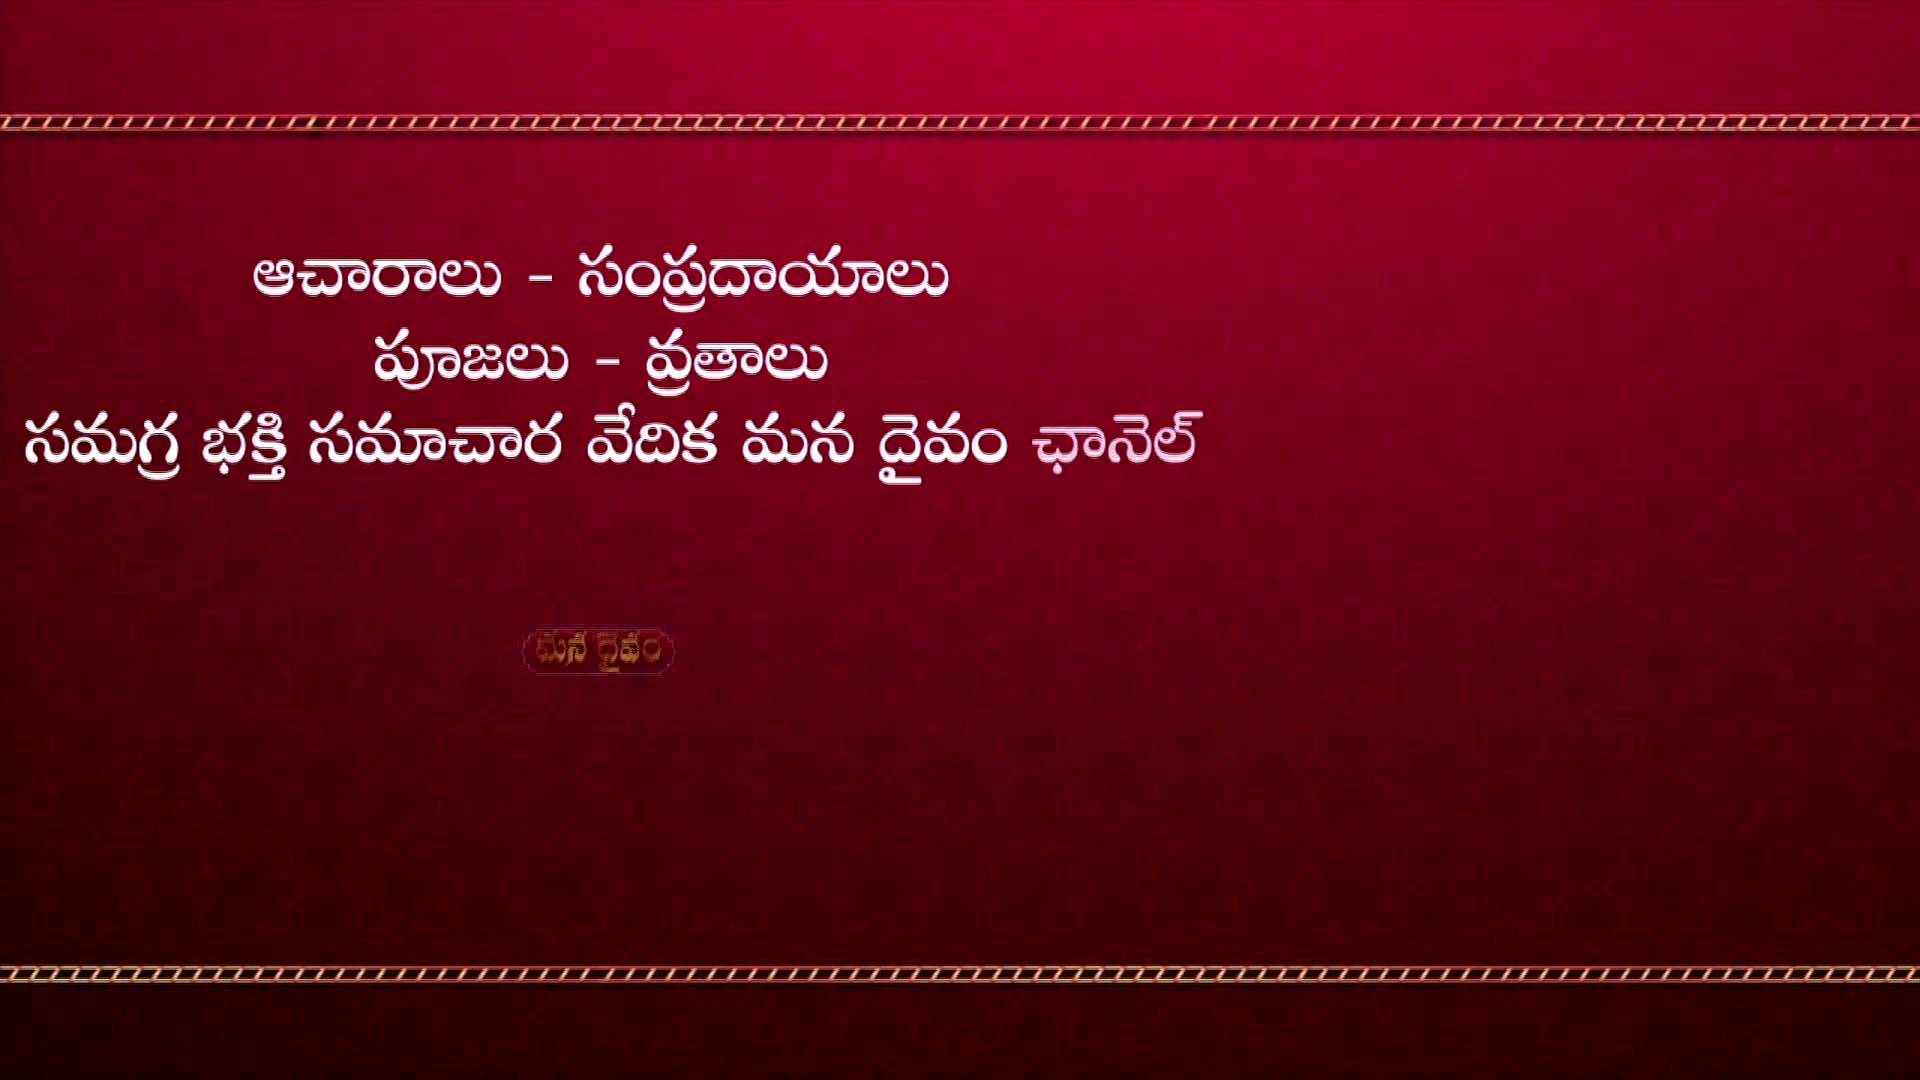 ఆచారాలు - సంప్రదాయాలు
పూజలు - వ్రతాలు
సమగ్ర భక్తి సమాచార వేదిక మన దైవం ఛానెల్
మన దైవం